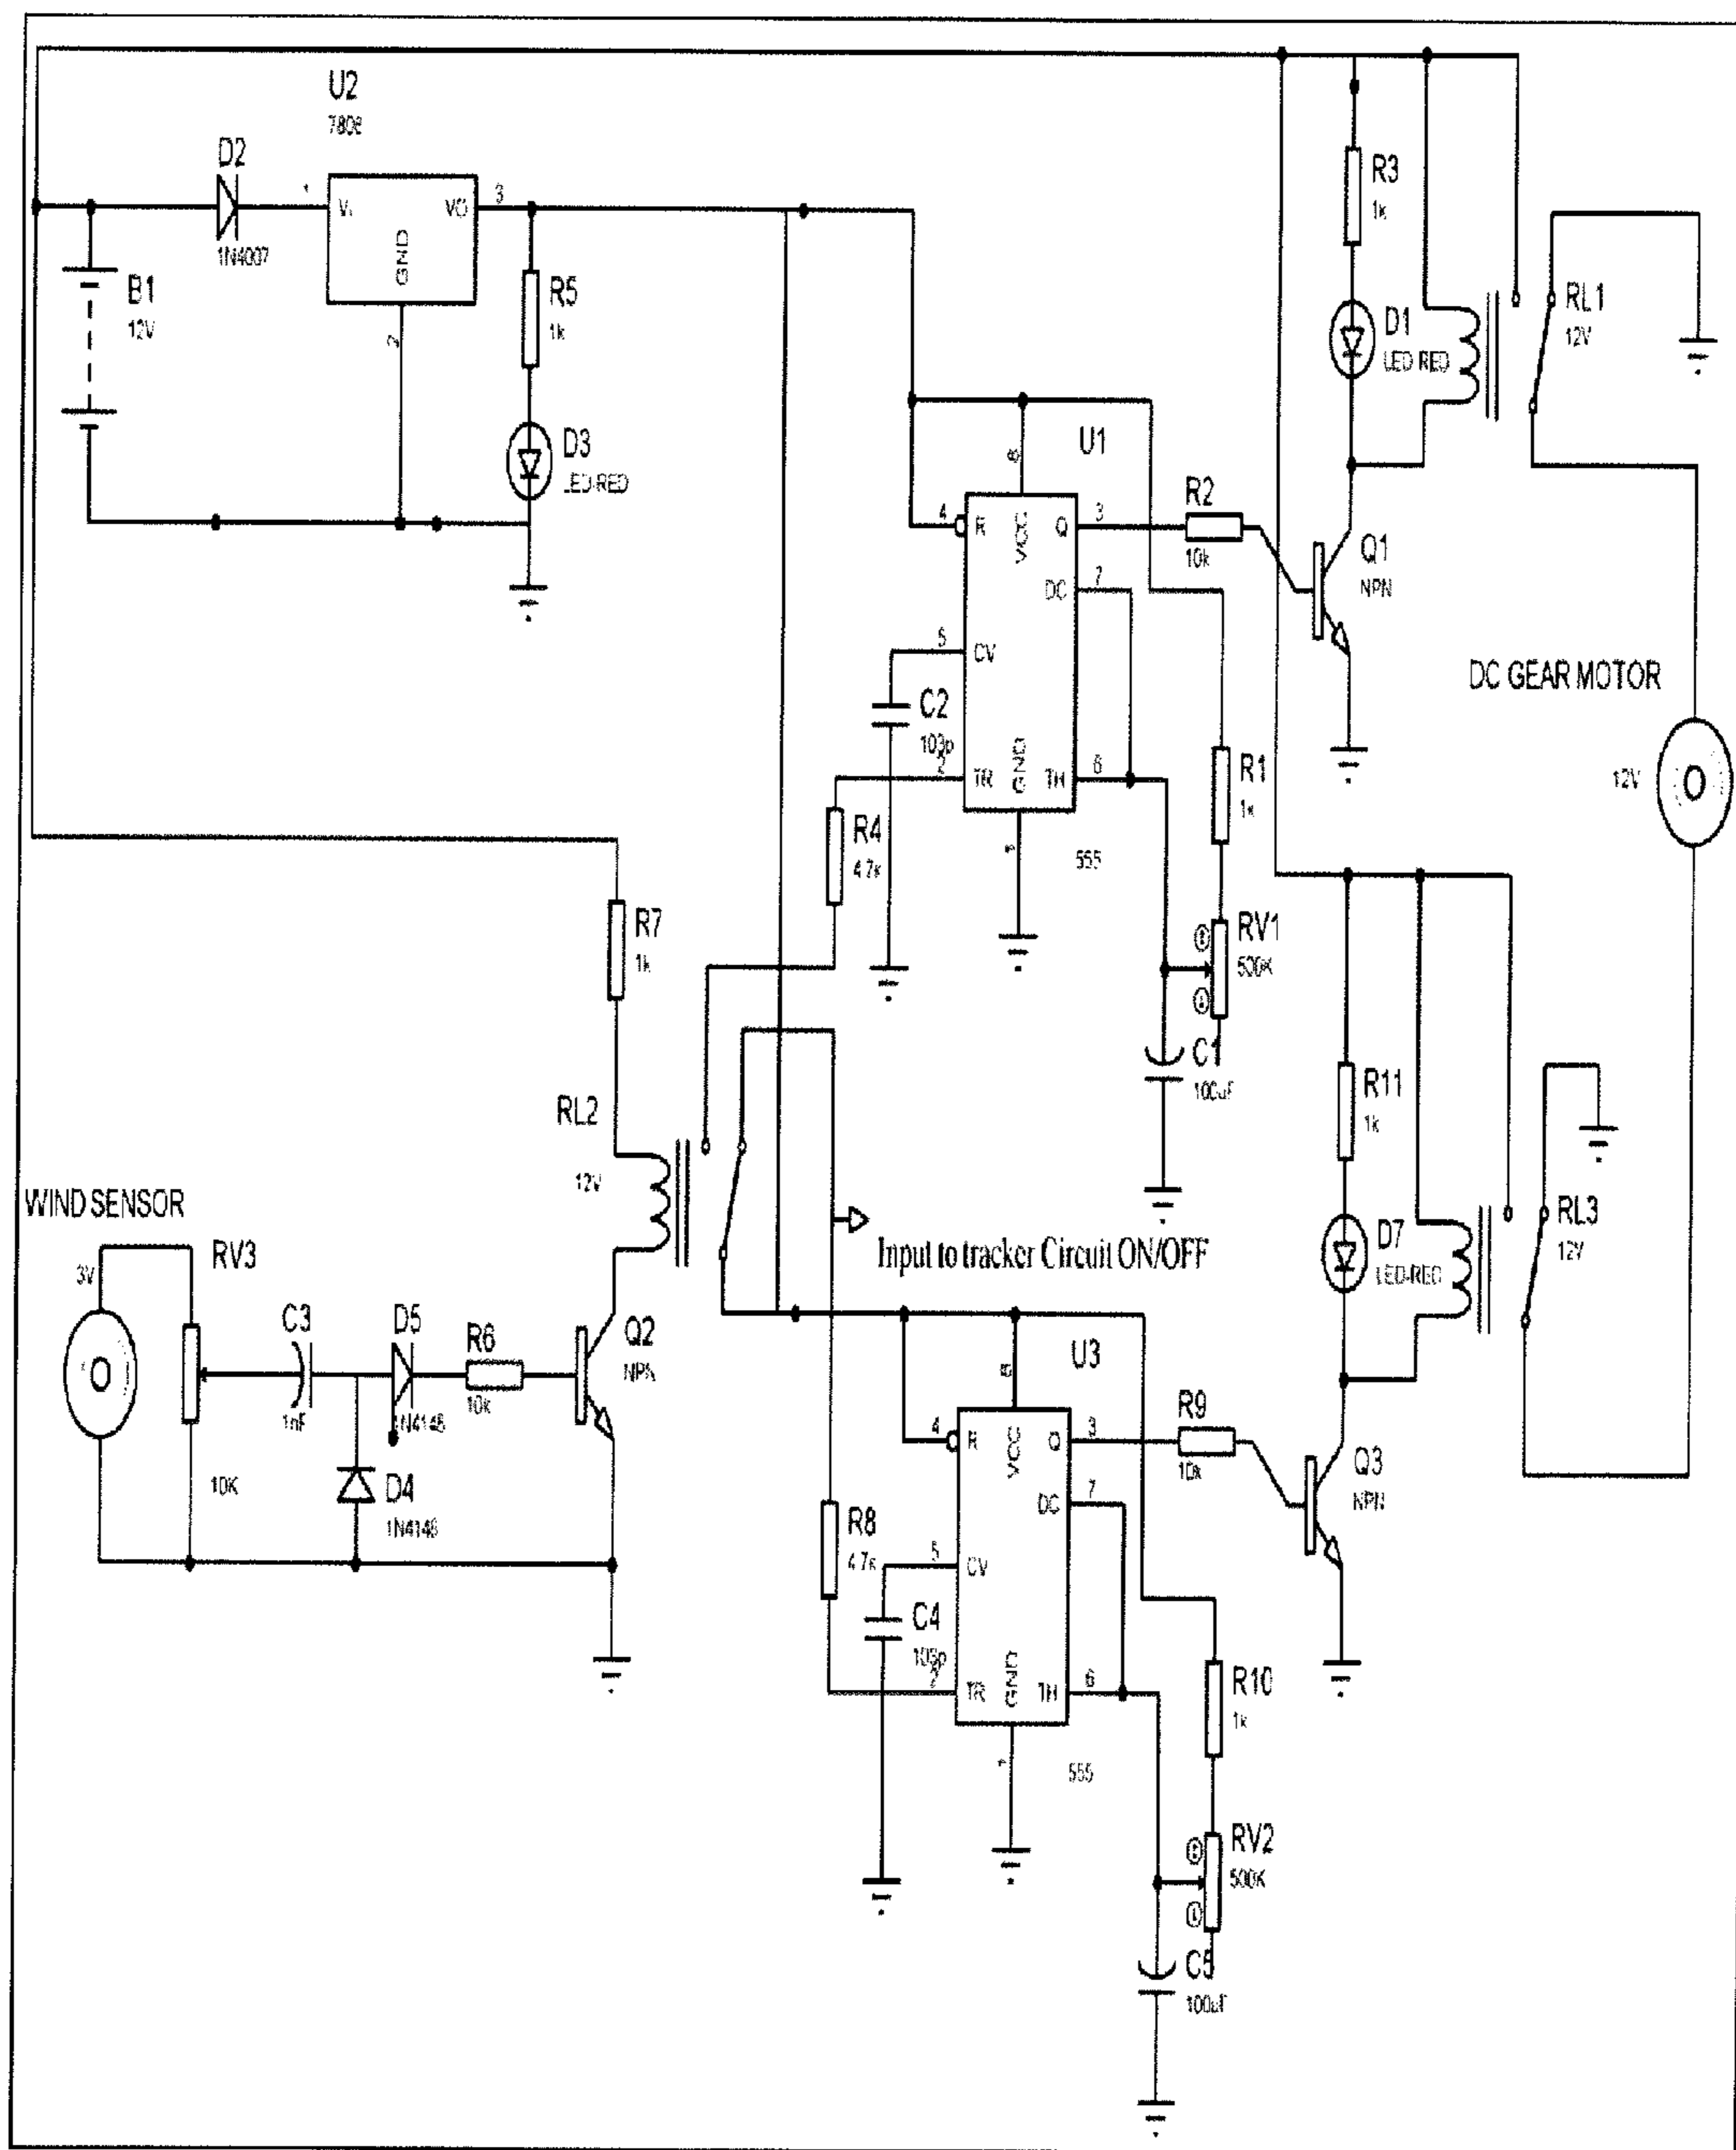 U2
D2
1
Vi
VO
3
GND
2
1N4007
B1
12V
R5
1k
D3
LED-RED
R3
1k
D1
LED RED
RL1
12V
U1
8
4
R
VCC
Q
3
DC
7
5
CV
C2
2
TR
GND
TH
6
1
555
R2
10k
Q1
NPN
DC GEAR MOTOR
12V
R4
4.7k
R1
1k
RV1
500K
C1
100uF
R7
1k
RL2
12V
Input to tracker Circuit ON/OFF
R11
1k
D7
LED-RED
RL3
12V
WIND SENSOR
3V
RV3
10K
C3
1nF
D5
1N4148
D4
1N4148
R6
10k
Q2
NPN
U3
8
4
R
VCC
Q
3
DC
7
5
CV
C4
2
TR
GND
TH
6
1
555
R9
10k
Q3
NPN
R8
4.7k
R10
1k
RV2
500K
C5
100uF